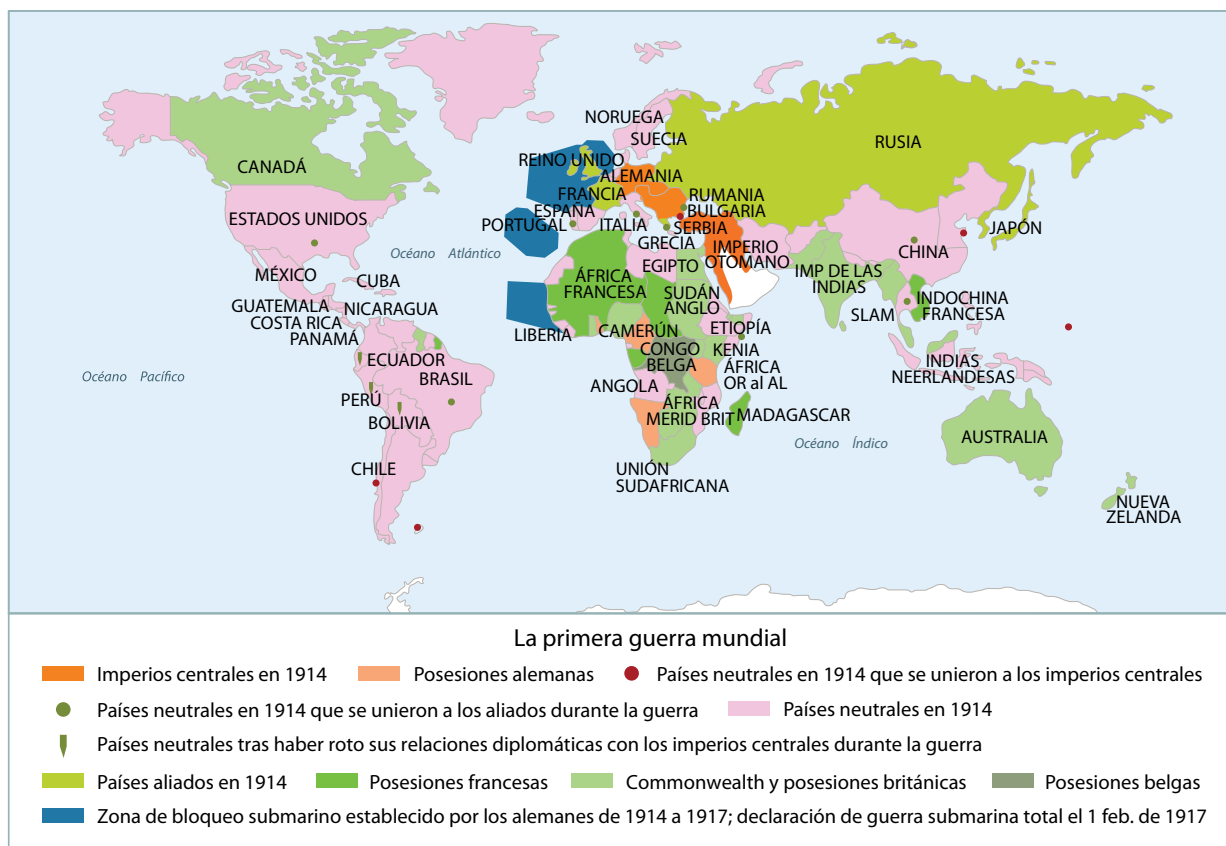 NORUEGA
SUECIA
RUSIA
REINO UNIDO
CANADÁ
ALEMANIA
FRANCIA
RUMANIA
ESPAÑA
BULGARIA
ESTADOS UNIDOS
PORTUGAL
ITALIA
SERBIA
JAPÓN
GRECIA
CHINA
Océano Atlántico
IMPERIO
OTOMANO
EGIPTO
IMP DE LAS
INDIAS
MÉXICO
CUBA
ÁFRICA
FRANCESA
SUDÁN
ANGLO
GUATEMALA
NICARAGUA
INDOCHINA
FRANCESA
COSTA RICA
SLAM
PANAMÁ
LIBERIA
CAMERÚN
ETIOPÍA
ECUADOR
CONGO
BELGA
KENIA
INDIAS
NEERLANDESAS
ÁFRICA
OR al AL
Océano Pacífico
BRASIL
ANGOLA
PERÚ
ÁFRICA
MERID BRIT
MADAGASCAR
BOLIVIA
AUSTRALIA
Océano Índico
CHILE
UNIÓN
SUDAFRICANA
NUEVA
ZELANDA
La primera guerra mundial
Imperios centrales en 1914
Posesiones alemanas
Países neutrales en 1914 que se unieron a los imperios centrales
Países neutrales en 1914 que se unieron a los aliados durante la guerra
Países neutrales en 1914
Países neutrales tras haber roto sus relaciones diplomáticas con los imperios centrales durante la guerra
Países aliados en 1914
Posesiones francesas
Commonwealth y posesiones británicas
Posesiones belgas
Zona de bloqueo submarino establecido por los alemanes de 1914 a 1917; declaración de guerra submarina total el 1 feb. de 1917